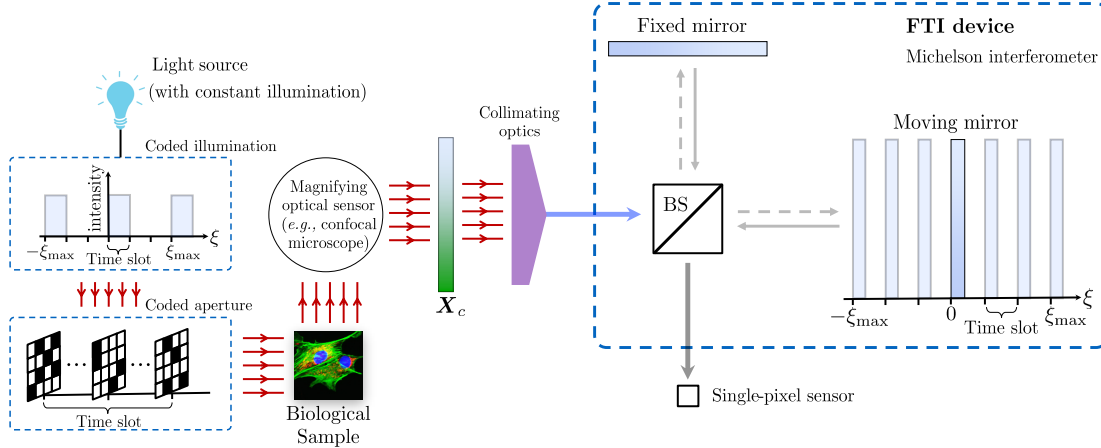 Light source
(with constant illumination)
Coded illumination
intensity
ξ
−ξmax
Time slot
ξmax
Coded aperture
Time slot
Biological
Sample
Magnifying
optical sensor
(e.g., confocal
microscope)
Xc
Collimating
optics
Fixed mirror
FTI device
Michelson interferometer
Moving mirror
BS
ξ
−ξmax
0
Time slot
ξmax
Single-pixel sensor